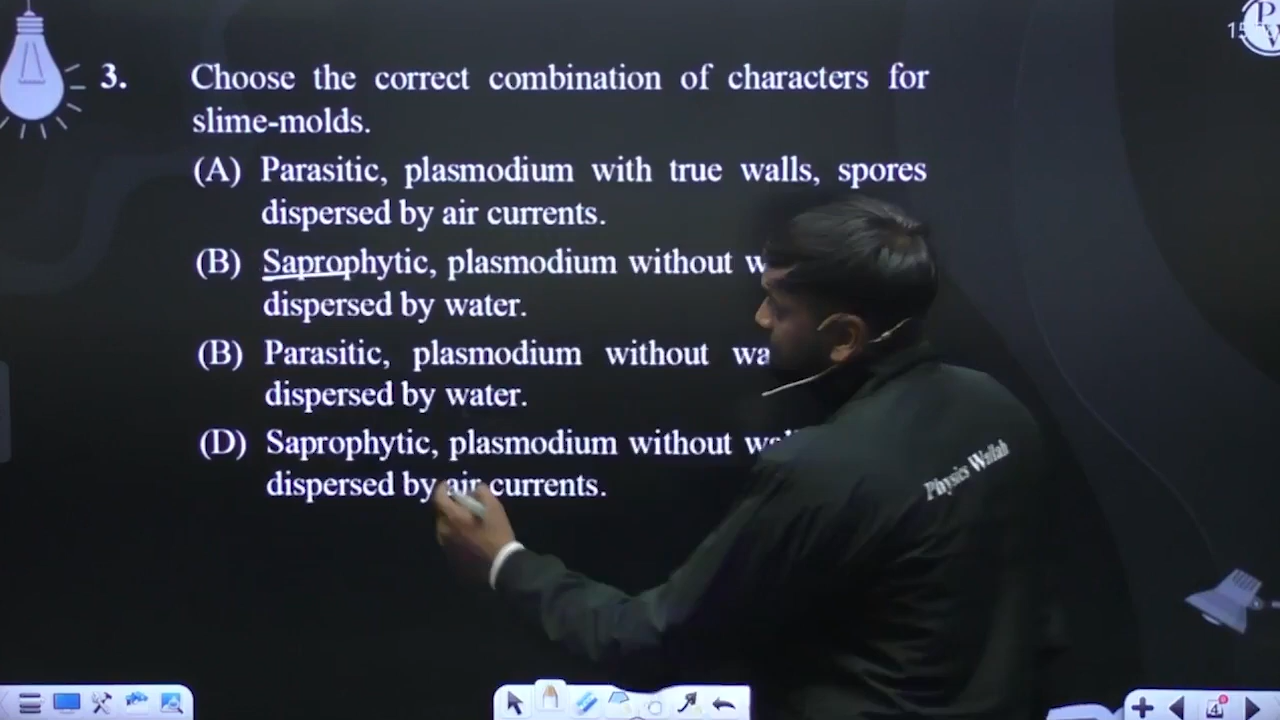 3. Choose the correct combination of characters for
slime-molds.
(A) Parasitic, plasmodium with true walls, spores
dispersed by air currents.
(B) Saprophytic, plasmodium without
dispersed by water.
(B) Parasitic, plasmodium without
dispersed by water.
(D) Saprophytic, plasmodium without
dispersed by air currents.
Physics Wallah
4